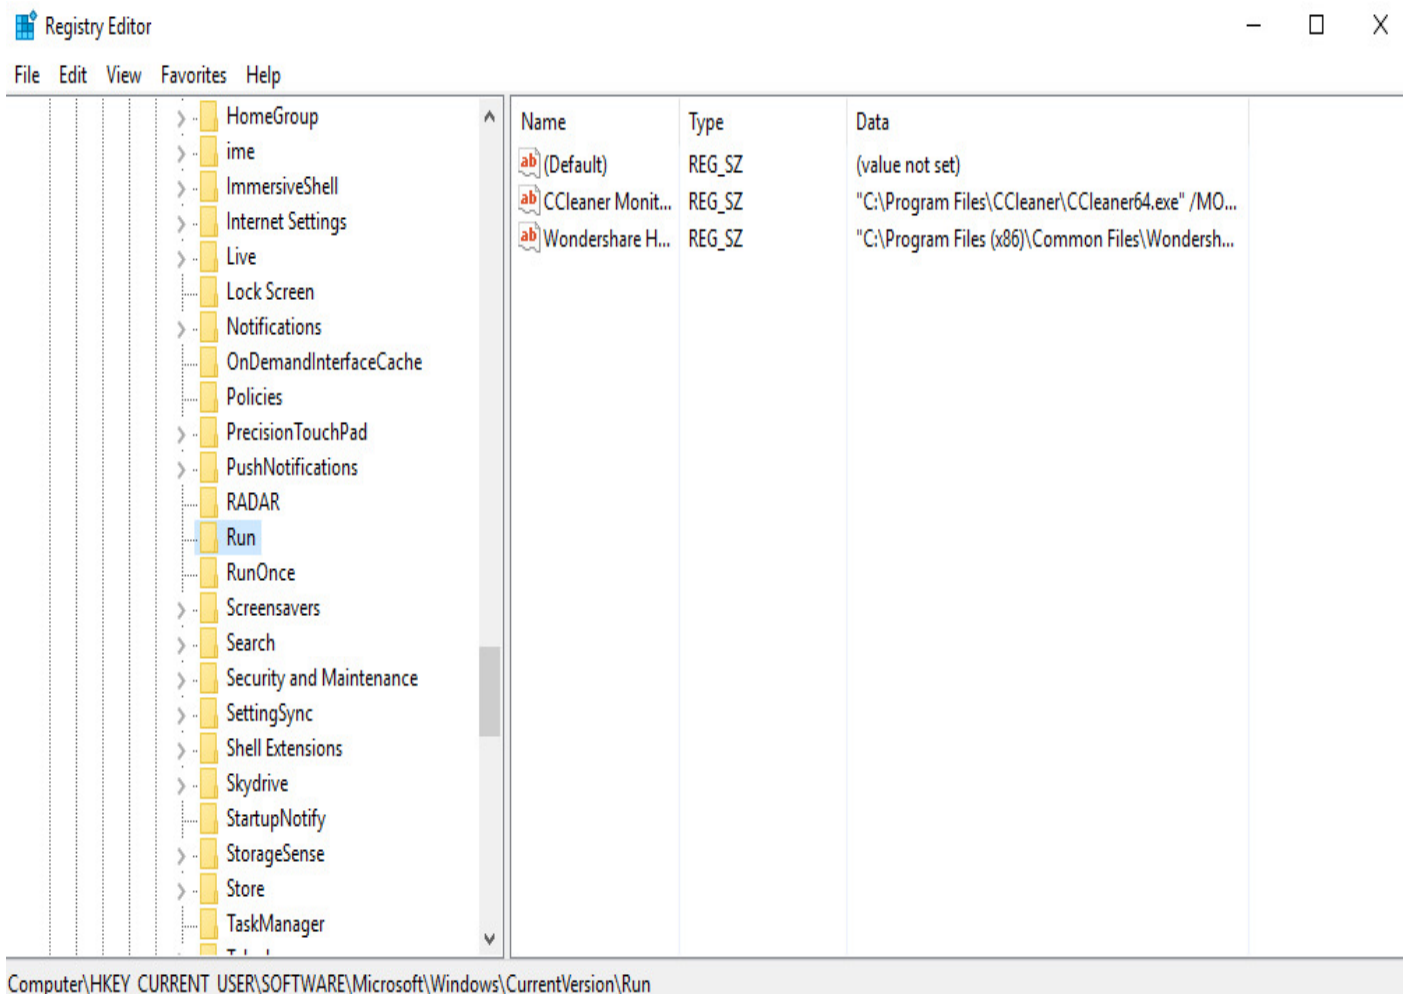 Registry Editor
File Edit View Favorites Help
HomeGroup
ime
ImmersiveShell
Internet Settings
Live
Lock Screen
Notifications
OnDemandInterfaceCache
Policies
PrecisionTouchPad
PushNotifications
RADAR
Run
RunOnce
Screensavers
Search
Security and Maintenance
SettingSync
Shell Extensions
Skydrive
StartupNotify
StorageSense
Store
TaskManager
Name Type Data
(Default) REG_SZ (value not set)
CCleaner Monit... REG_SZ "C:\Program Files\CCleaner\CCleaner64.exe" /MO...
Wondershare H... REG_SZ "C:\Program Files (x86)\Common Files\Wondersh...
Computer\HKEY_CURRENT_USER\SOFTWARE\Microsoft\Windows\CurrentVersion\Run